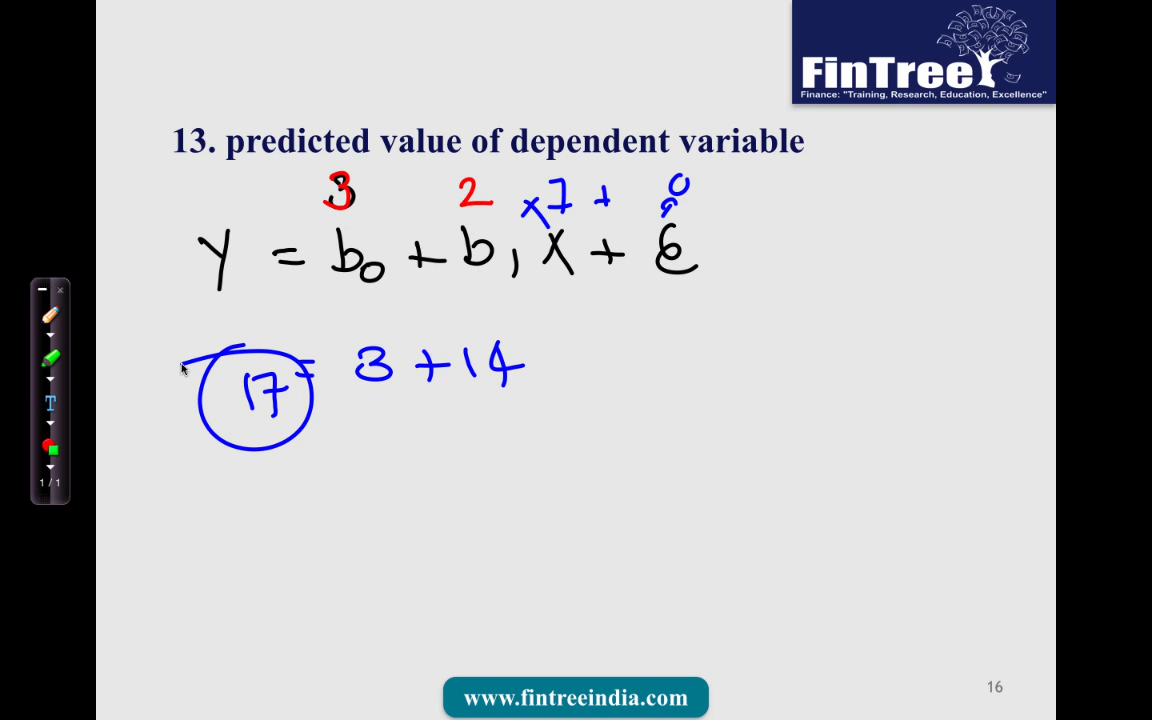 FinTree
Finance: "Training, Research, Education, Excellence"
13. predicted value of dependent variable
3 2 ×7 + 0
Y = b₀ + b₁ X + ε
17 = 3 + 14
T
1 / 1
www.fintreeindia.com
16